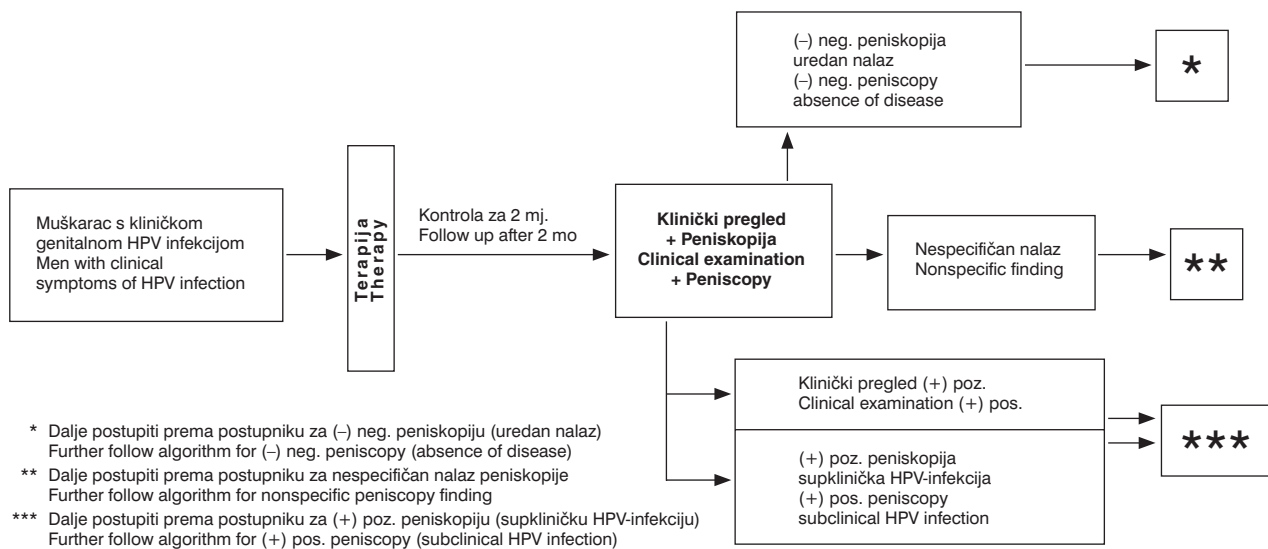 (–) neg. peniskopija
uredan nalaz
(–) neg. peniscopy
absence of disease
*
Muškarac s kliničkom
genitalnom HPV infekcijom
Men with clinical
symptoms of HPV infection
Terapija
Therapy
Kontrola za 2 mj.
Follow up after 2 mo
Klinički pregled
+ Peniskopija
Clinical examination
+ Peniscopy
Nespecifičan nalaz
Nonspecific finding
**
Klinički pregled (+) poz.
Clinical examination (+) pos.
(+) poz. peniskopija
supklinička HPV-infekcija
(+) pos. peniscopy
subclinical HPV infection
***
* Dalje postupiti prema postupniku za (–) neg. peniskopiju (uredan nalaz)
Further follow algorithm for (–) neg. peniscopy (absence of disease)
** Dalje postupiti prema postupniku za nespecifičan nalaz peniskopije
Further follow algorithm for nonspecific peniscopy finding
*** Dalje postupiti prema postupniku za (+) poz. peniskopiju (supkliničku HPV-infekciju)
Further follow algorithm for (+) pos. peniscopy (subclinical HPV infection)